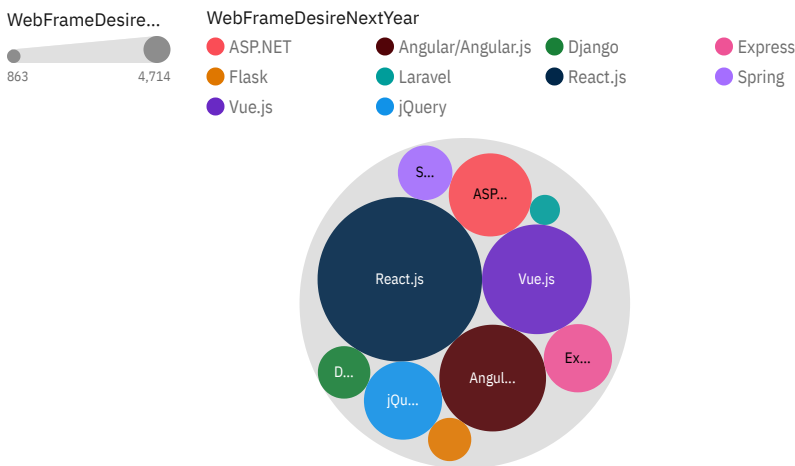 WebFrameDesire...
863
4,714
WebFrameDesireNextYear
ASP.NET Angular/Angular.js Django Express
Flask Laravel React.js Spring
Vue.js jQuery
S...
ASP...
React.js Vue.js
Ex...
D...
Angul...
jQu...